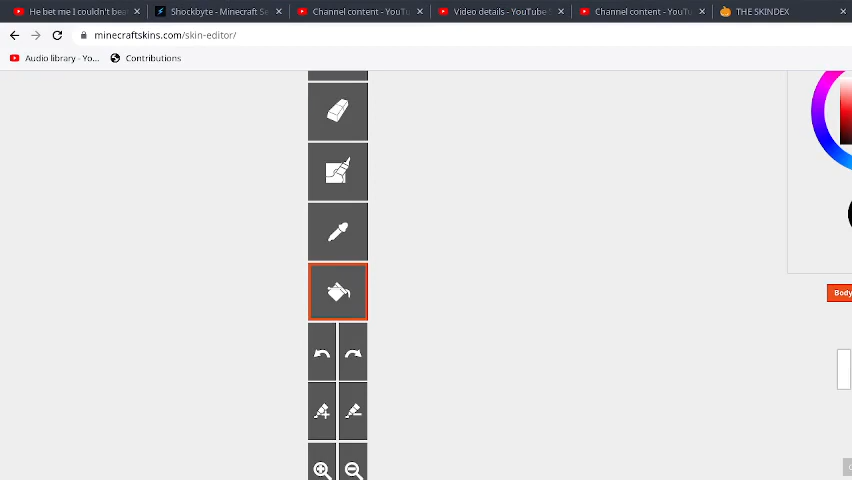 He bet me I couldn't bea
Shockbyte - Minecraft Se
Channel content - YouTu
Video details - YouTube
Channel content - YouTu
THE SKINDEX
minecraftskins.com/skin-editor/
Audio library - Yo...
Contributions
Body